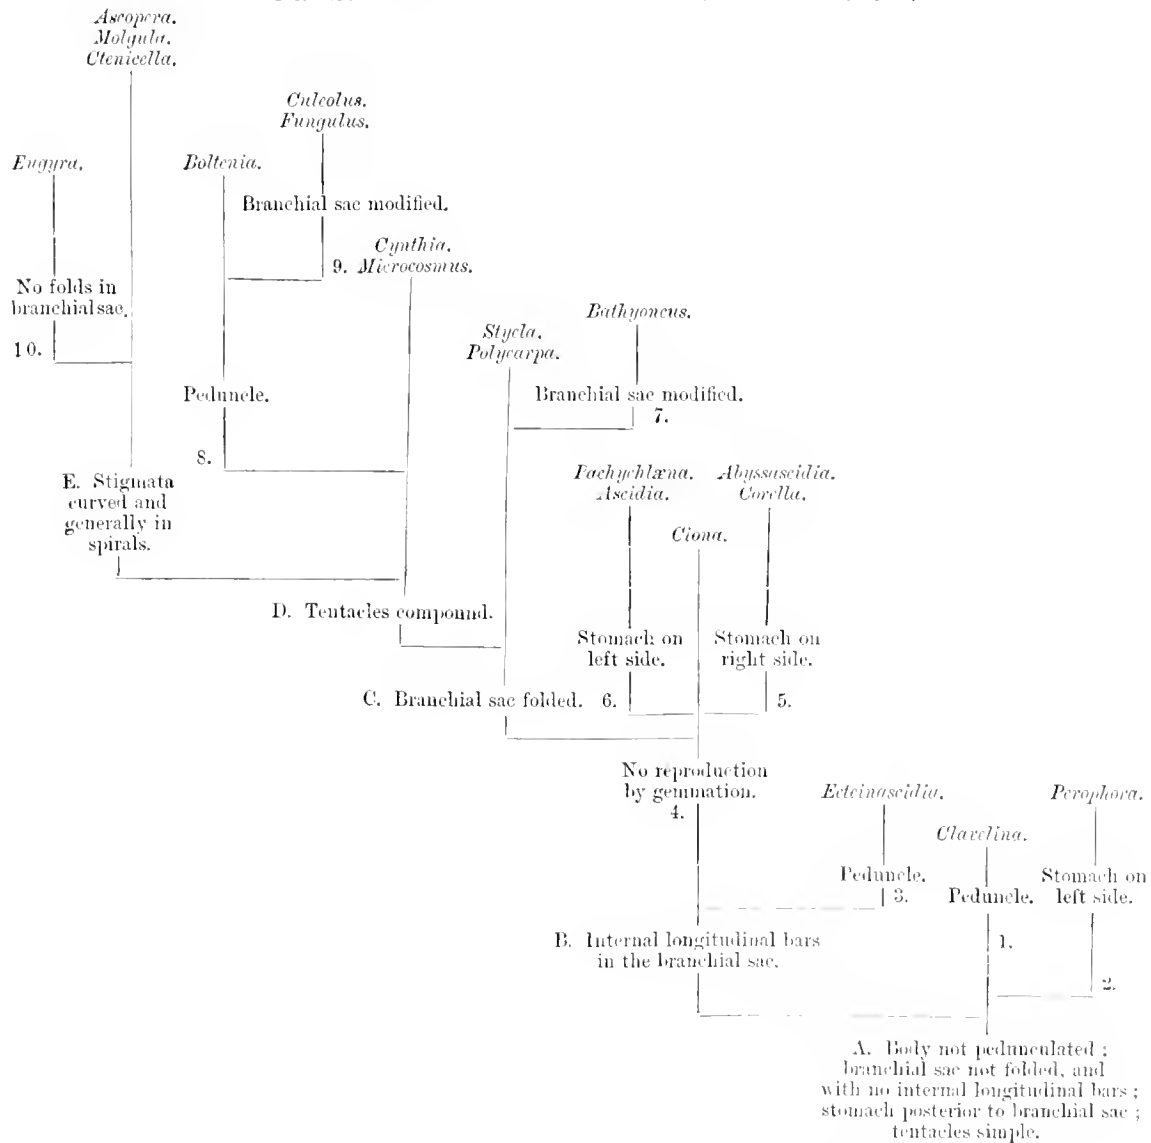 Ascopera.
Molgula.
Ctenicella.
Culcolus.
Fungulus.
Eugyra.
Boltenia.
Branchial sac modified.
Cynthia.
9. Microcosmus.
No folds in
branchial sac.
10.
Bathyoncus.
Stycla.
Polycarpa.
Peduncle.
Branchial sac modified.
7.
8.
Pachychlæna.
Ascidia.
Abyssascidia.
Corella.
E. Stigmata
curved and
generally in
spirals.
Ciona.
D. Tentacles compound.
Stomach on
left side.
Stomach on
right side.
C. Branchial sac folded.
6.
5.
No reproduction
by gemmation.
4.
Ecteinascidia.
Perophora.
Clavelina.
Peduncle.
3.
Peduncle.
Stomach on
left side.
B. Internal longitudinal bars
in the branchial sac.
1.
2.
A. Body not pedunculated ;
branchial sac not folded, and
with no internal longitudinal bars ;
stomach posterior to branchial sac ;
tentacles simple.